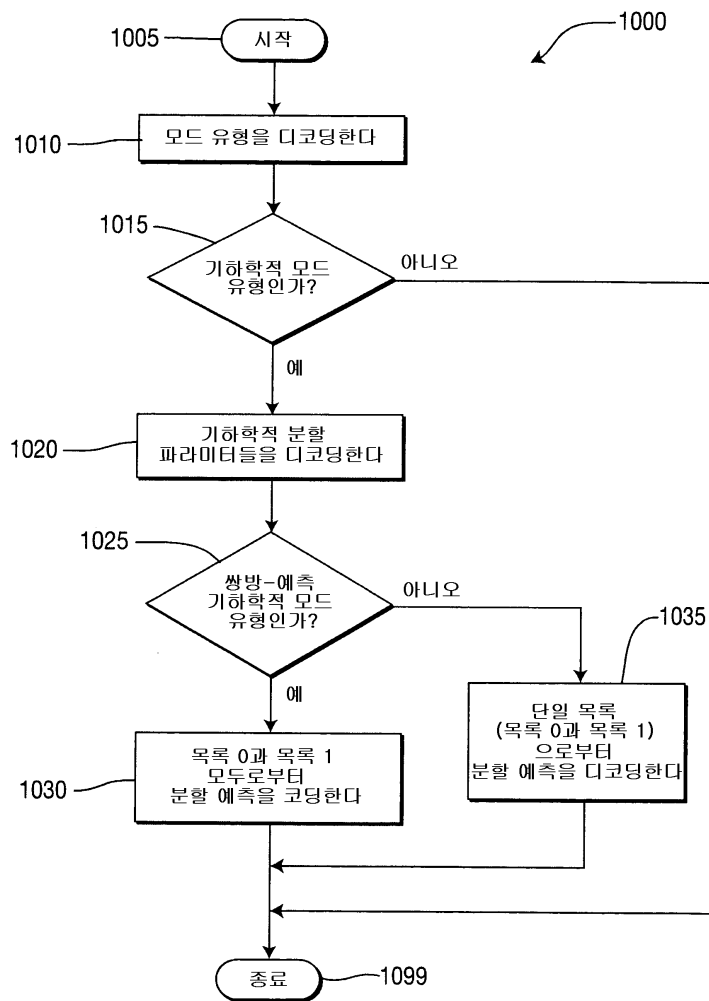 1000
1005
시작
1010
모드 유형을 디코딩한다
1015
기하학적 모드
유형인가?
아니오
예
1020
기하학적 분할
파라미터들을 디코딩한다
1025
쌍방-예측
기하학적 모드
유형인가?
아니오
예
1035
단일 목록
(목록 0과 목록 1)
으로부터
분할 예측을 디코딩한다
1030
목록 0과 목록 1
모두로부터
분할 예측을 코딩한다
종료
1099